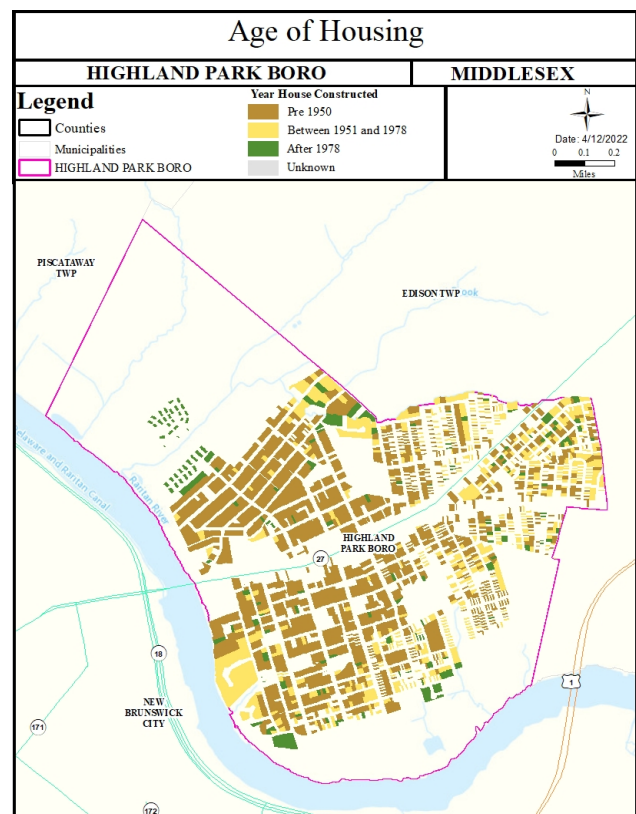 Age of Housing
HIGHLAND PARK BORO
MIDDLESEX
Legend
Counties
Municipalities
HIGHLAND PARK BORO
Year House Constructed
Pre 1950
Between 1951 and 1978
After 1978
Unknown
N
Date: 4/12/2022
0 0.1 0.2
Miles
PISCATAWAY
TWP
EDISON TWP
ook
elaware and Raritan Canal
Raritan River
HIGHLAND
PARK BORO
27
18
NEW
BRUNSWICK
CITY
1
171
172